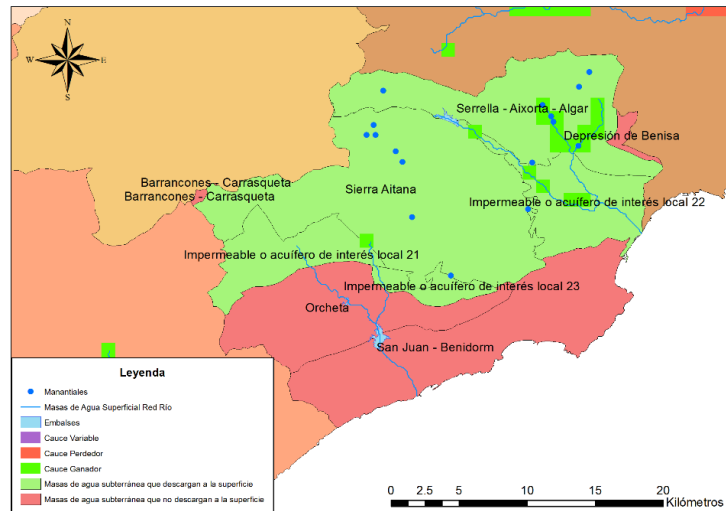 N
W E
S
Serrella - Aixorta - Algar
Depresión de Benisa
Barrancones - Carrasqueta
Barrancones - Carrasqueta
Sierra Aitana
Impermeable o acuífero de interés local 22
Impermeable o acuífero de interés local 21
Impermeable o acuífero de interés local 23
Orcheta
San Juan - Benidorm
Leyenda
Manantiales
Masas de Agua Superficial Red Río
Embalses
Cauce Variable
Cauce Perdedor
Cauce Ganador
Masas de agua subterránea que descargan a la superficie
Masas de agua subterránea que no descargan a la superficie
0 2.5 5 10 15 20
Kilómetros